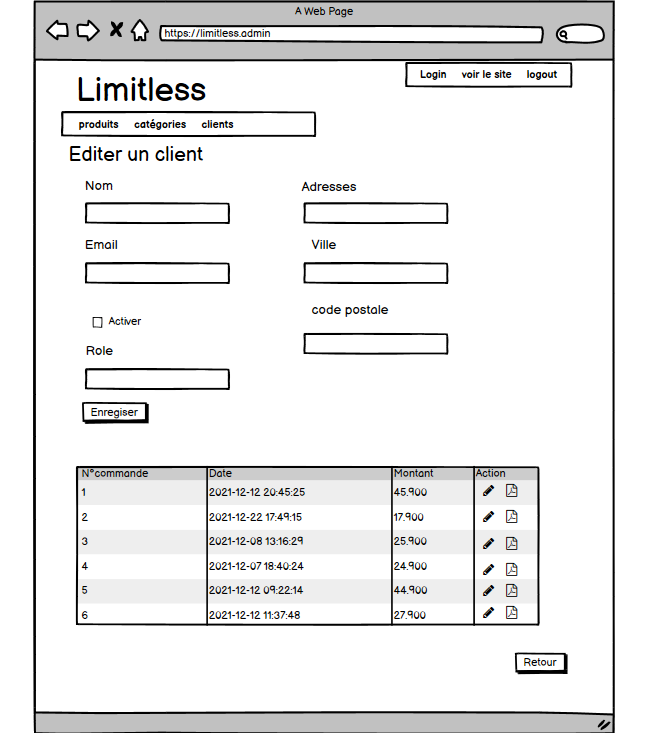 A Web Page
https://limitless.admin
Login voir le site logout
Limitless
produits catégories clients
Editer un client
Nom Adresses
Email Ville
code postale
Activer
Role
Enregiser
N°commande Date Montant Action
1 2021-12-12 20:45:25 45.900
2 2021-12-22 17:49:15 17.900
3 2021-12-08 13:16:29 25.900
4 2021-12-07 18:40:24 24.900
5 2021-12-12 09:22:14 44.900
6 2021-12-12 11:37:48 27.900
Retour